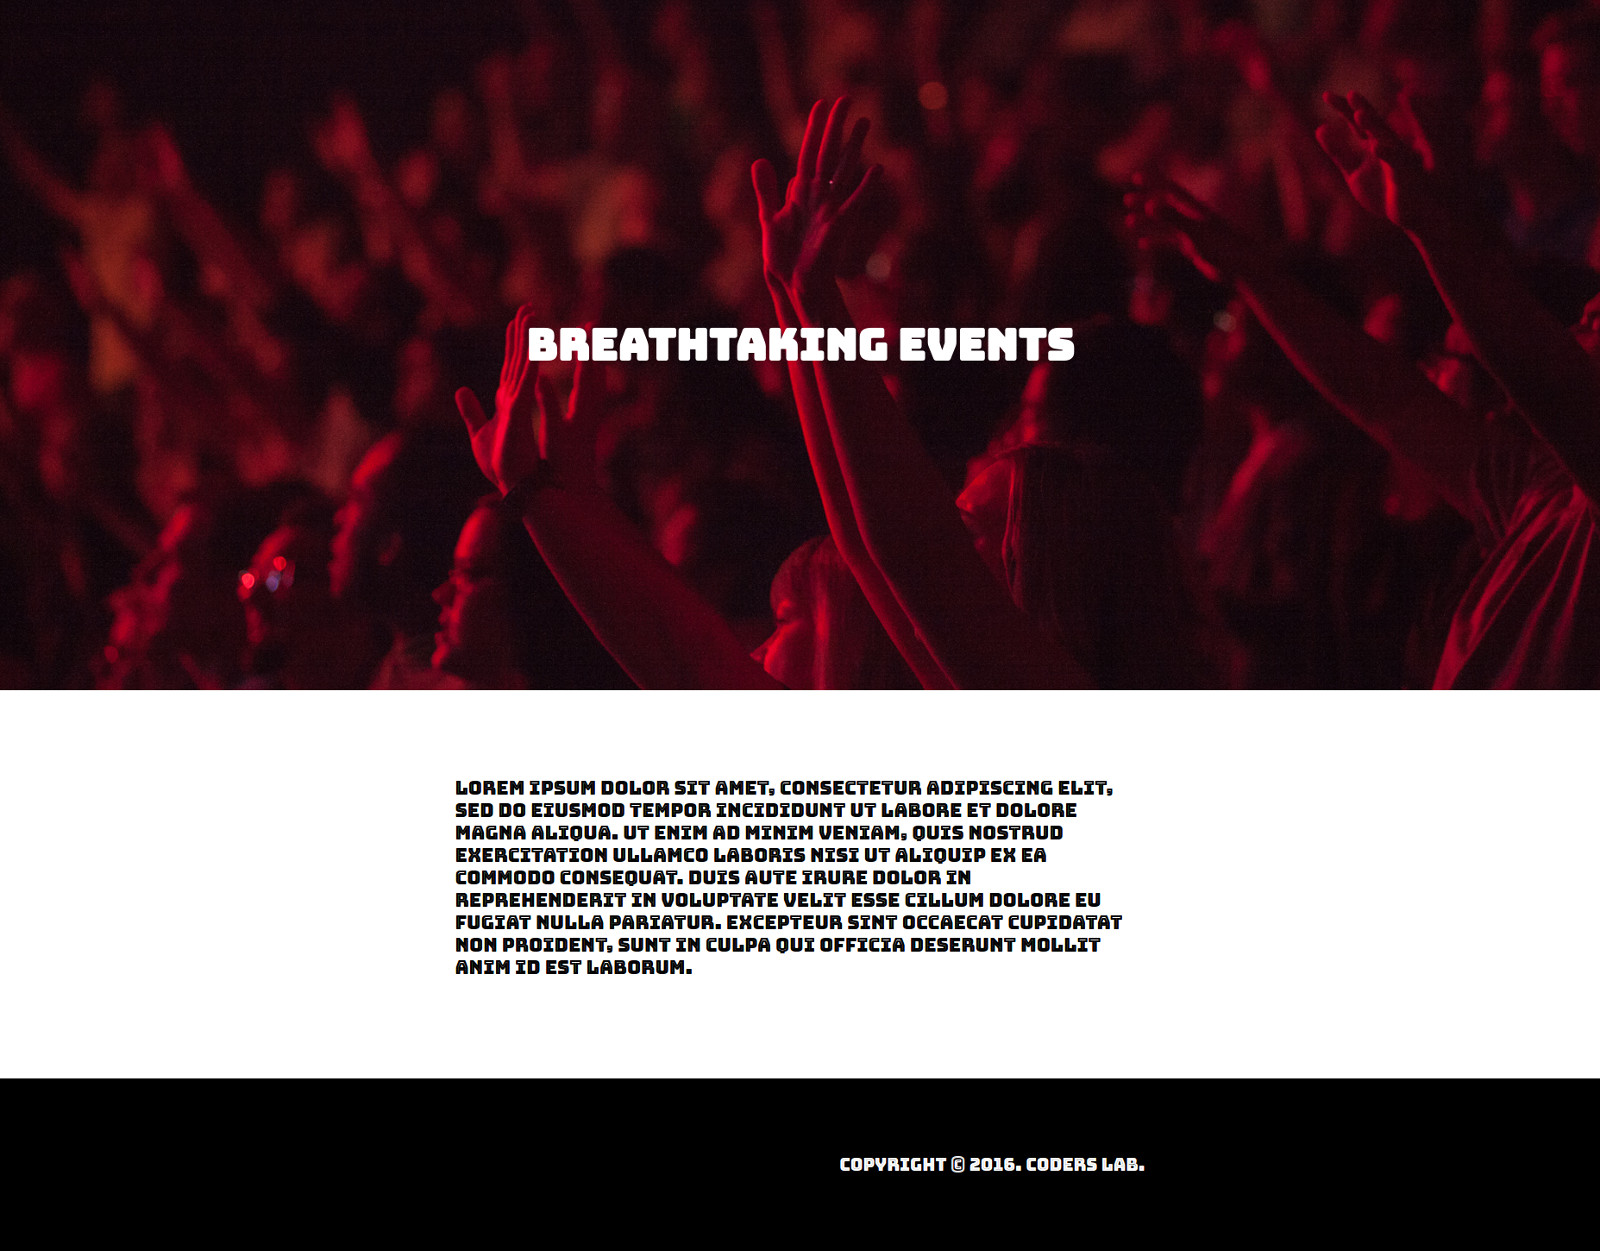 BREATHTAKING EVENTS
LOREM IPSUM DOLOR SIT AMET, CONSECTETUR ADIPISCING ELIT,
SED DO EIUSMOD TEMPOR INCIDIDUNT UT LABORE ET DOLORE
MAGNA ALIQUA. UT ENIM AD MINIM VENIAM, QUIS NOSTRUD
EXERCITATION ULLAMCO LABORIS NISI UT ALIQUIP EX EA
COMMODO CONSEQUAT. DUIS AUTE IRURE DOLOR IN
REPREHENDERIT IN VOLUPTATE VELIT ESSE CILLUM DOLORE EU
FUGIAT NULLA PARIATUR. EXCEPTEUR SINT OCCAECAT CUPIDATAT
NON PROIDENT, SUNT IN CULPA QUI OFFICIA DESERUNT MOLLIT
ANIM ID EST LABORUM.
COPYRIGHT © 2016. CODERS LAB.